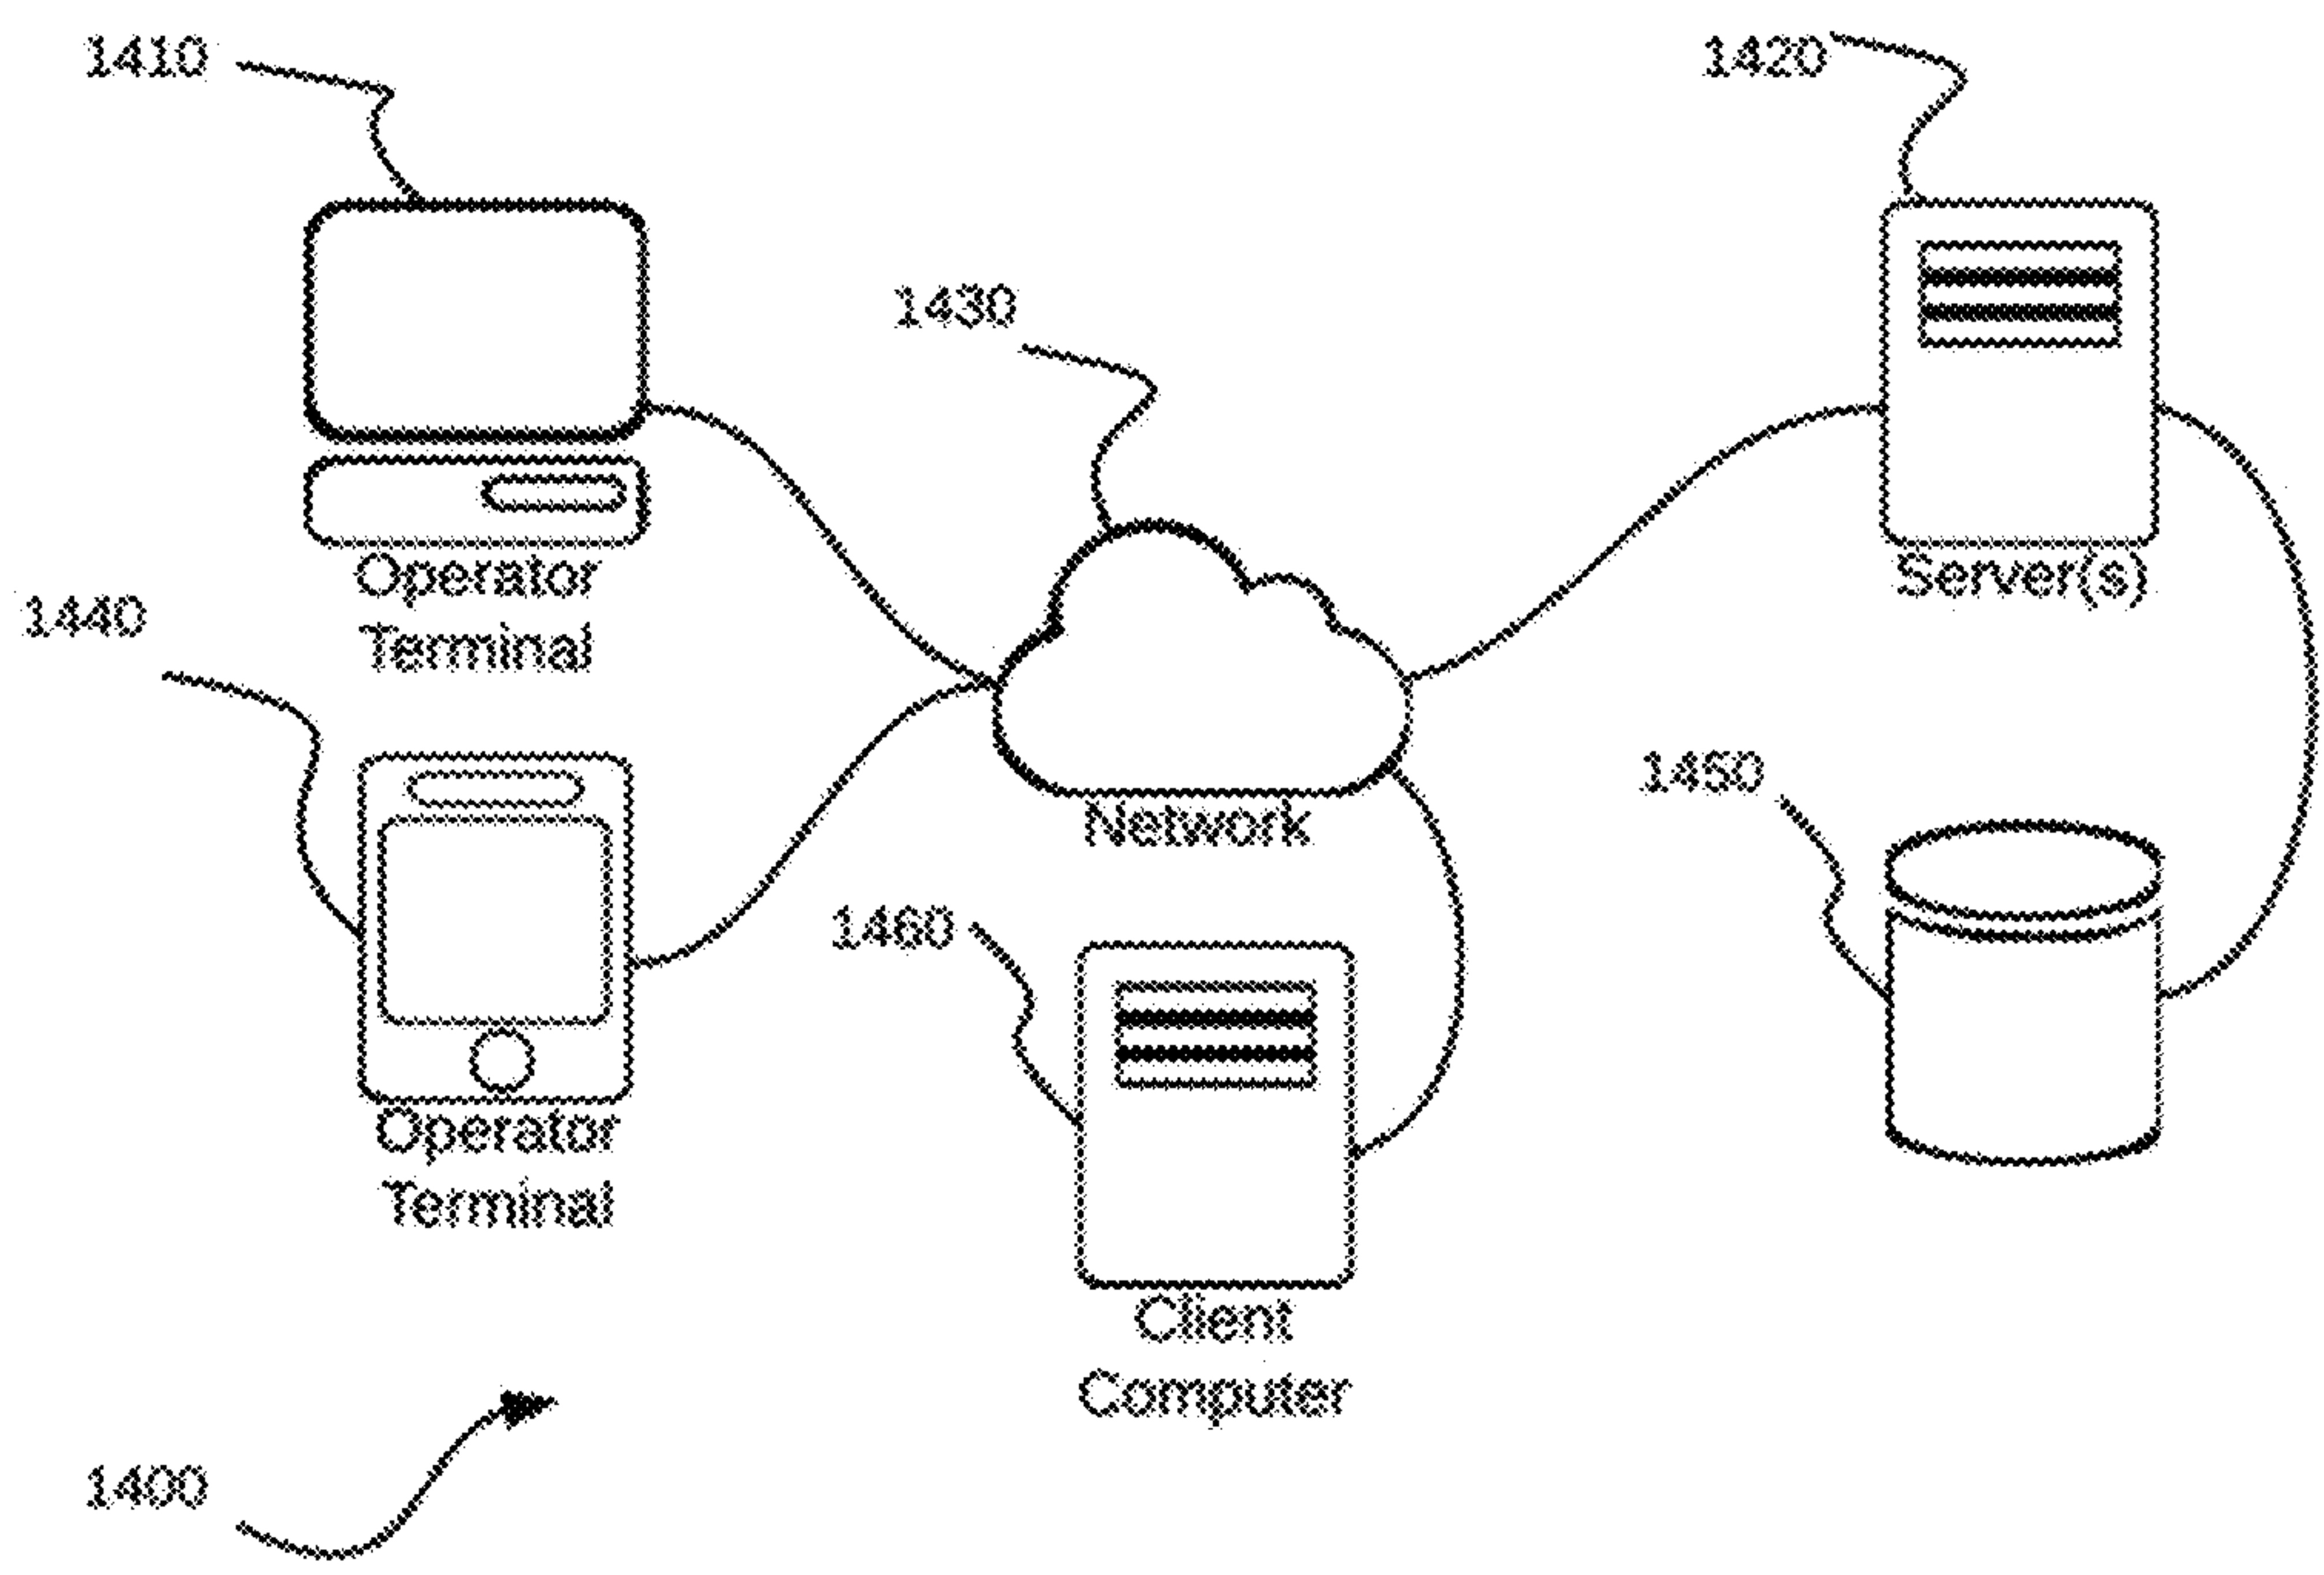 1410
1420
1430
Operator
Terminal
Server(s)
1440
Network
1450
1460
Operator
Terminal
Client
Computer
1400